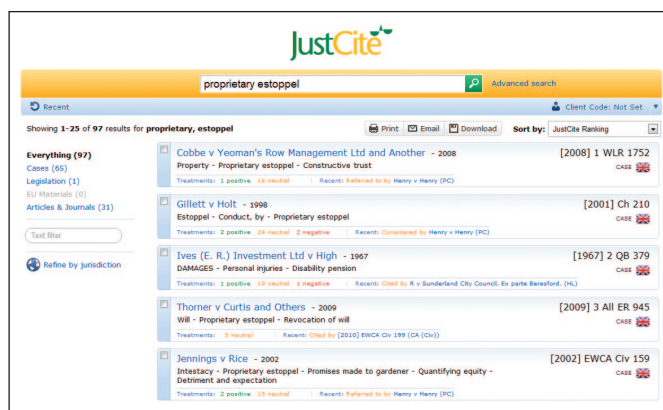 JustCite
proprietary estoppel
Advanced search
Recent
Client Code: Not Set
Showing 1-25 of 97 results for proprietary, estoppel
Print Email Download
Sort by: JustCite Ranking
Everything (97)
Cases (65)
Legislation (1)
EU Materials (0)
Articles & Journals (31)
Text filter
Refine by jurisdiction
Cobbe v Yeoman's Row Management Ltd and Another - 2008
[2008] 1 WLR 1752
Property - Proprietary estoppel - Constructive trust
CASE
Treatments: 1 positive 16 neutral Recent: Referred to by Henry v Henry (PC)
Gillett v Holt - 1998
[2001] Ch 210
Estoppel - Conduct, by - Proprietary estoppel
CASE
Treatments: 2 positive 24 neutral 2 negative Recent: Considered by Henry v Henry (PC)
Ives (E. R.) Investment Ltd v High - 1967
[1967] 2 QB 379
DAMAGES - Personal injuries - Disability pension
CASE
Treatments: 1 positive 19 neutral 1 negative Recent: Cited by R v Sunderland City Council, Ex parte Beresford. (HL)
Thorner v Curtis and Others - 2009
[2009] 3 All ER 945
Will - Proprietary estoppel - Revocation of will
CASE
Treatments: 3 neutral Recent: Cited by [2010] EWCA Civ 199 (CA (Civ))
Jennings v Rice - 2002
[2002] EWCA Civ 159
Intestacy - Proprietary estoppel - Promises made to gardener - Quantifying equity -
Detriment and expectation
CASE
Treatments: 2 positive 15 neutral Recent: Referred to by Henry v Henry (PC)